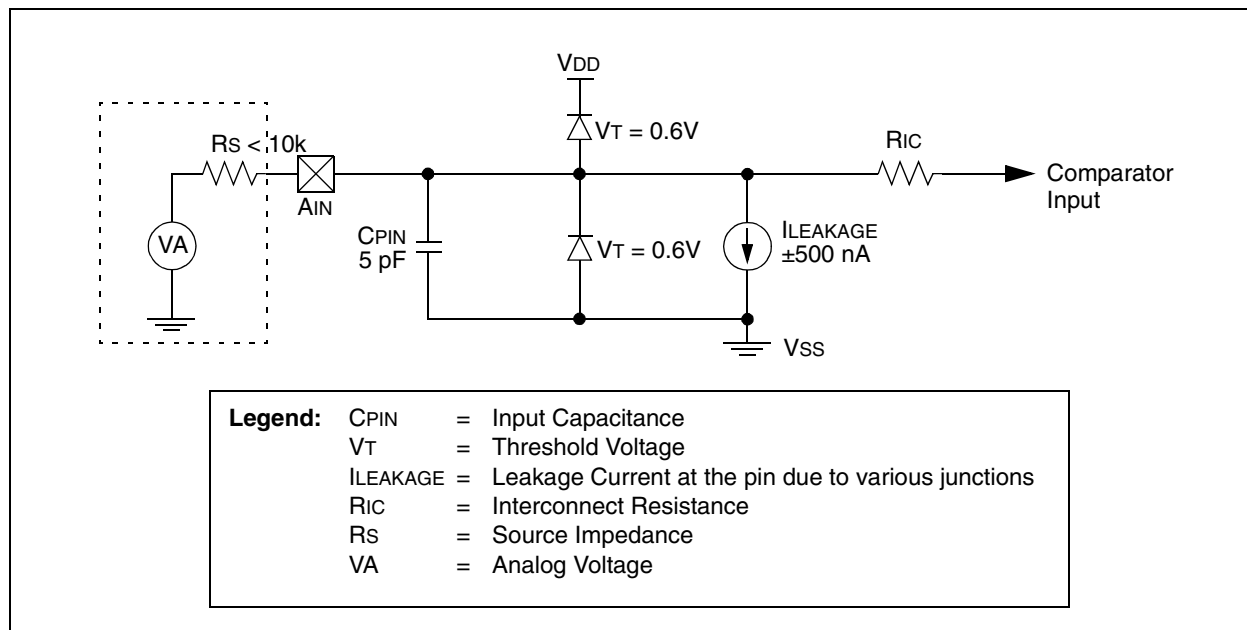 VDD
RS < 10k
VT = 0.6V
RIC
Comparator
Input
AIN
VA
CPIN
5 pF
VT = 0.6V
ILEAKAGE
±500 nA
VSS
Legend: CPIN = Input Capacitance
VT = Threshold Voltage
ILEAKAGE = Leakage Current at the pin due to various junctions
RIC = Interconnect Resistance
RS = Source Impedance
VA = Analog Voltage